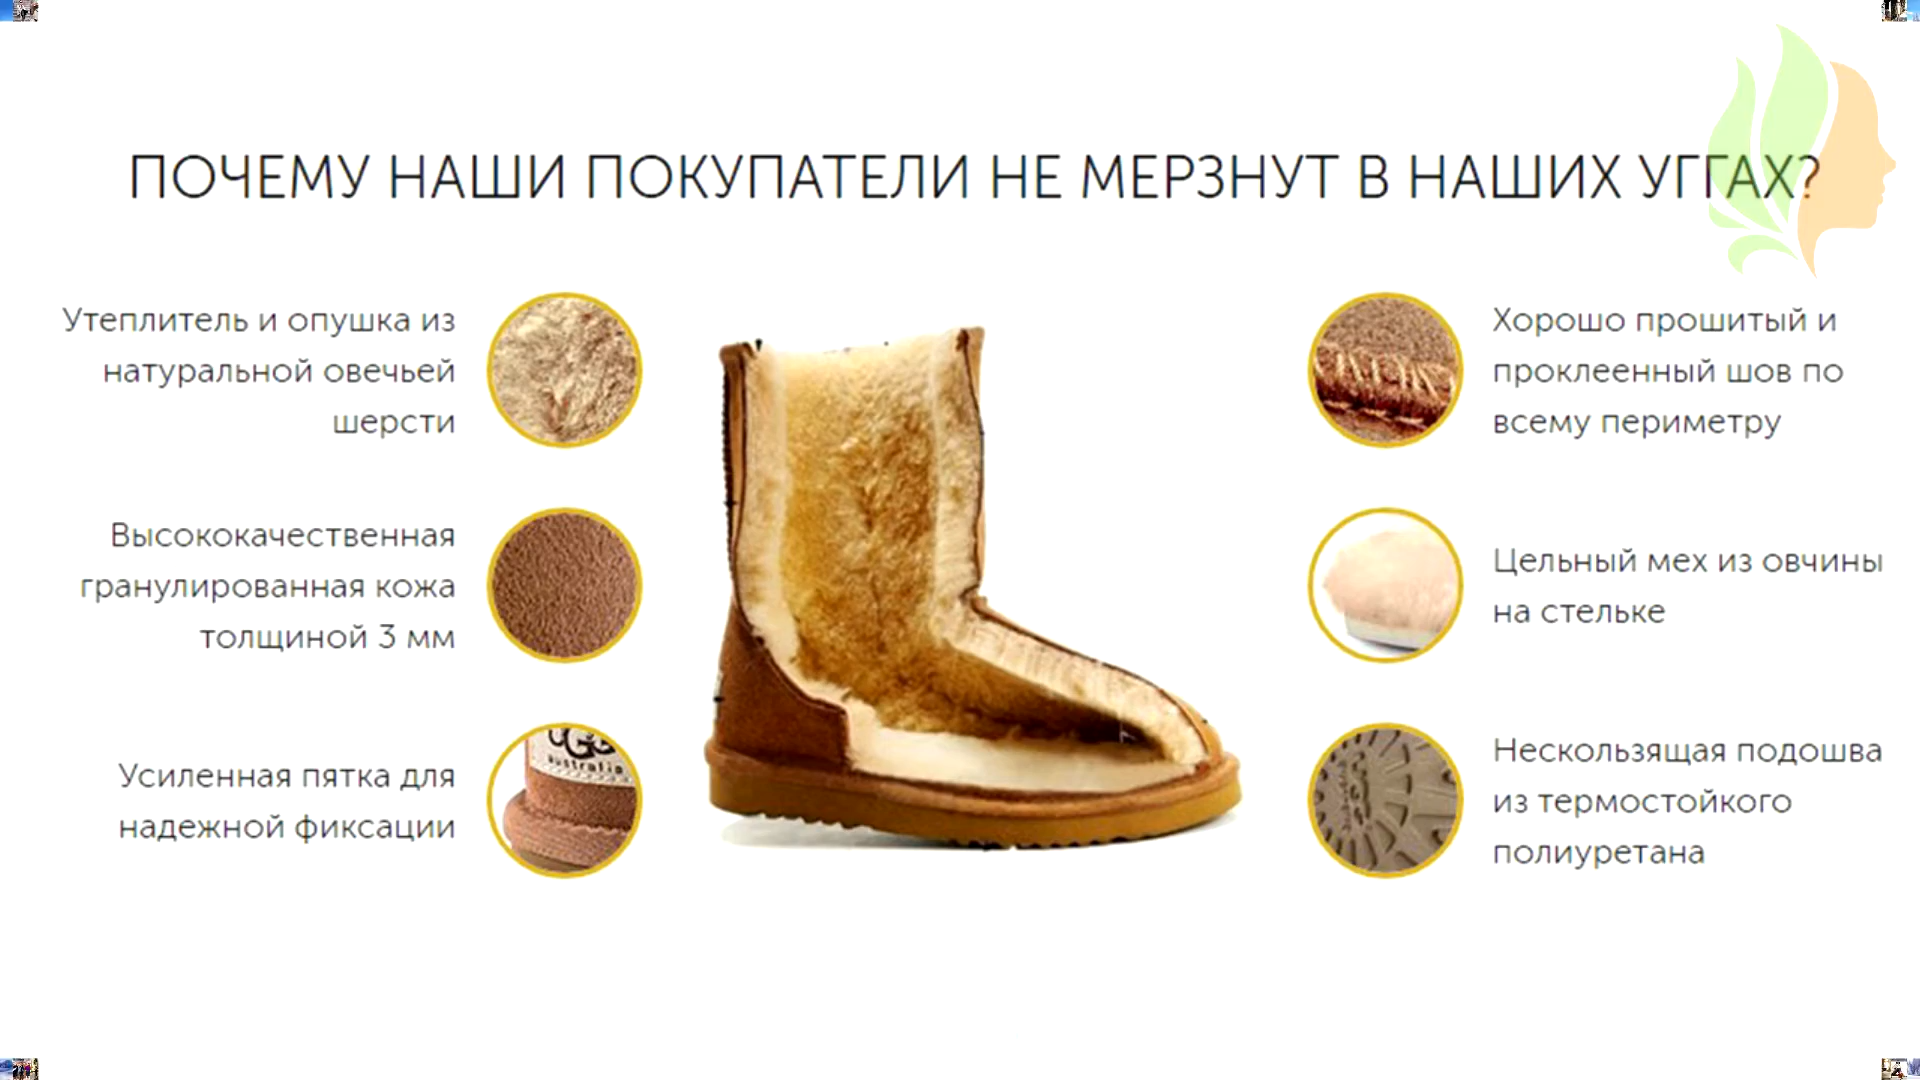 ПОЧЕМУ НАШИ ПОКУПАТЕЛИ НЕ МЕРЗНУТ В НАШИХ УГГАХ?
Утеплитель и опушка из
натуральной овечьей
шерсти
Высококачественная
гранулированная кожа
толщиной 3 мм
Усиленная пятка для
надежной фиксации
UGG
australia
Хорошо прошитый и
проклеенный шов по
всему периметру
Цельный мех из овчины
на стельке
Нескользящая подошва
из термостойкого
полиуретана